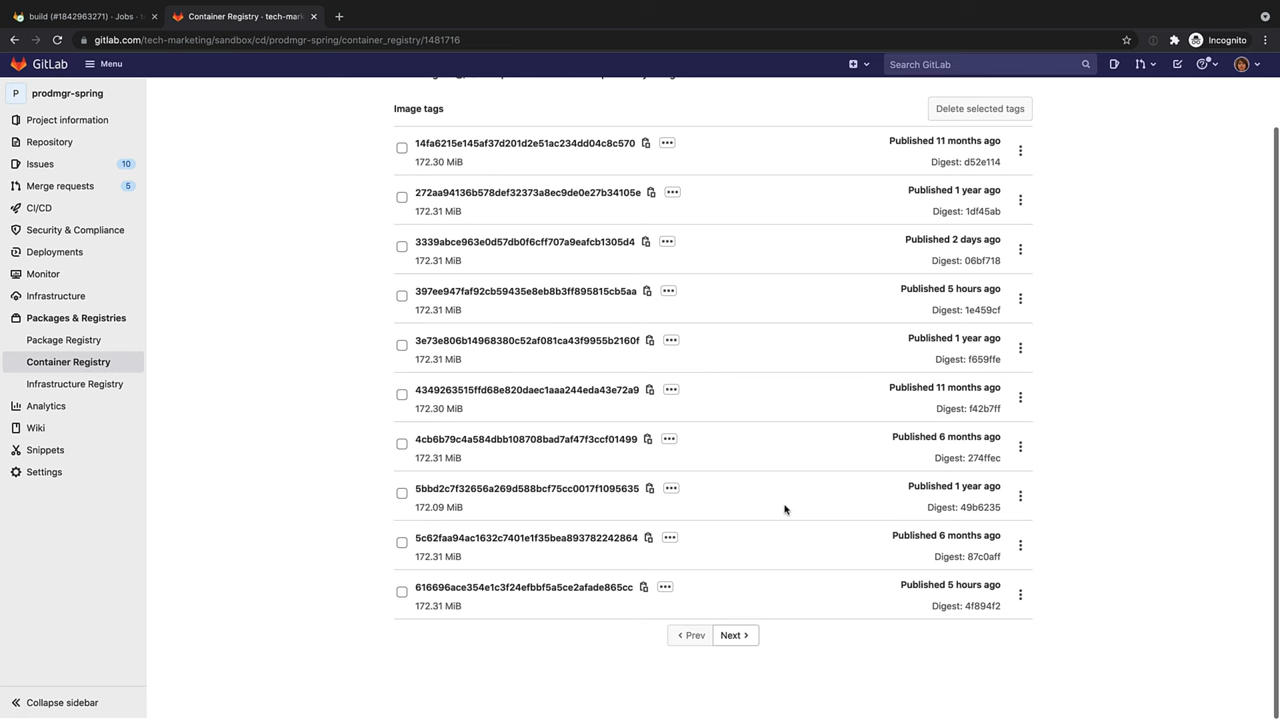 build (#1842963271) · Jobs · t
Container Registry · tech-mark
gitlab.com/tech-marketing/sandbox/cd/prodmgr-spring/container_registry/1481716
Incognito
GitLab
Menu
Search GitLab
P prodmgr-spring
Project information
Repository
Issues 10
Merge requests 5
CI/CD
Security & Compliance
Deployments
Monitor
Infrastructure
Packages & Registries
Package Registry
Container Registry
Infrastructure Registry
Analytics
Wiki
Snippets
Settings
Collapse sidebar
Image tags
Delete selected tags
14fa6215e145af37d201d2e51ac234dd04c8c570
Published 11 months ago
172.30 MiB
Digest: d52e114
272aa94136b578def32373a8ec9de0e27b34105e
Published 1 year ago
172.31 MiB
Digest: 1df45ab
3339abce963e0d57db0f6cff707a9eafcb1305d4
Published 2 days ago
172.31 MiB
Digest: 06bf718
397ee947faf92cb59435e8eb8b3ff895815cb5aa
Published 5 hours ago
172.31 MiB
Digest: 1e459cf
3e73e806b14968380c52af081ca43f9955b2160f
Published 1 year ago
172.31 MiB
Digest: f659ffe
4349263515ffd68e820daec1aaa244eda43e72a9
Published 11 months ago
172.30 MiB
Digest: f42b7ff
4cb6b79c4a584dbb108708bad7af47f3ccf01499
Published 6 months ago
172.31 MiB
Digest: 274ffec
5bbd2c7f32656a269d588bcf75cc0017f1095635
Published 1 year ago
172.09 MiB
Digest: 49b6235
5c62faa94ac1632c7401e1f35bea893782242864
Published 6 months ago
172.31 MiB
Digest: 87c0aff
616696ace354e1c3f24efbbf5a5ce2afade865cc
Published 5 hours ago
172.31 MiB
Digest: 4f894f2
Prev
Next